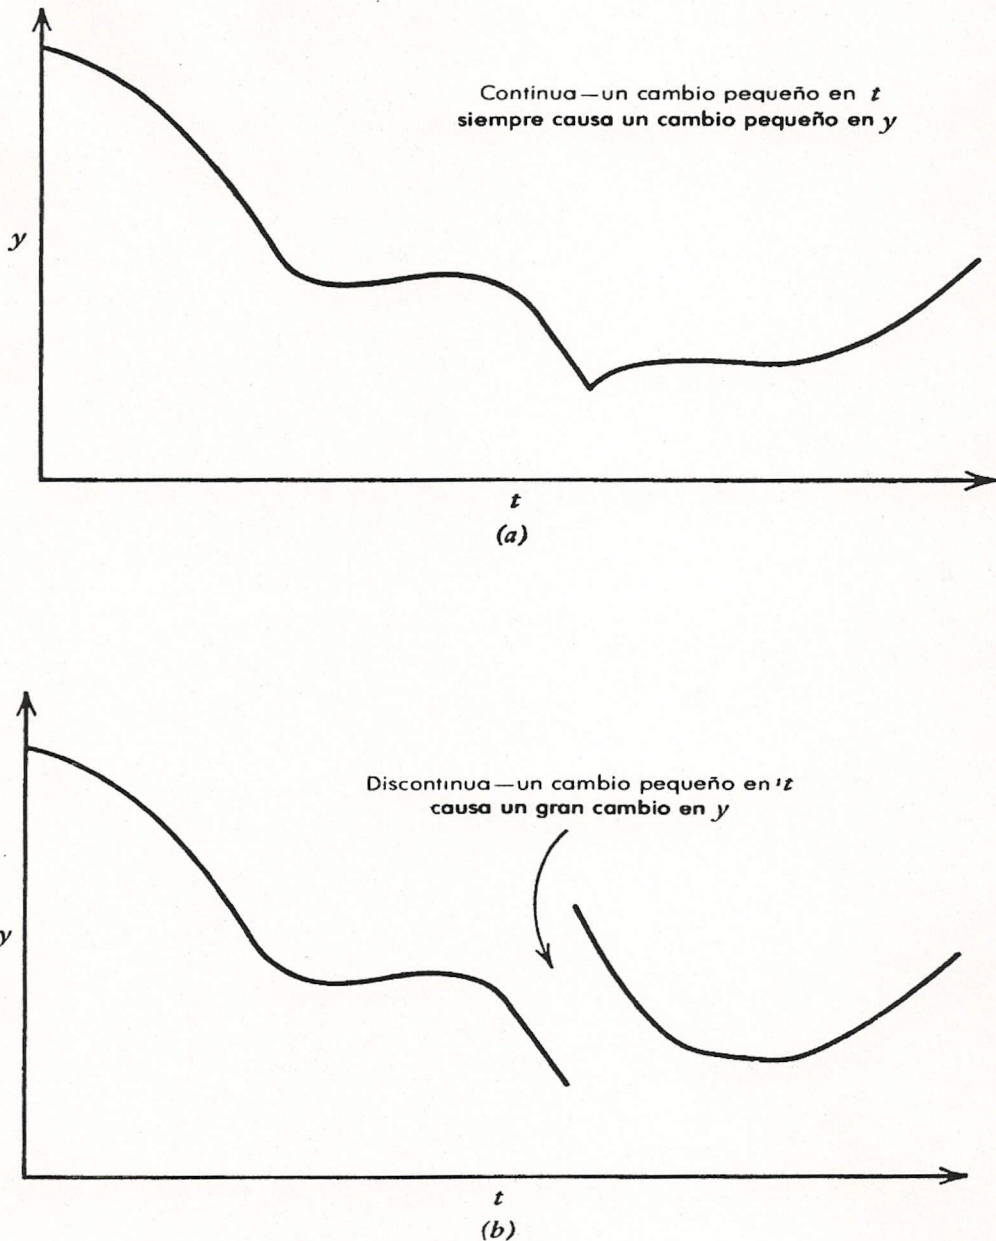 Continua—un cambio pequeño en t
siempre causa un cambio pequeño en y
y
t
(a)
Discontinua—un cambio pequeño en t
causa un gran cambio en y
y
t
(b)